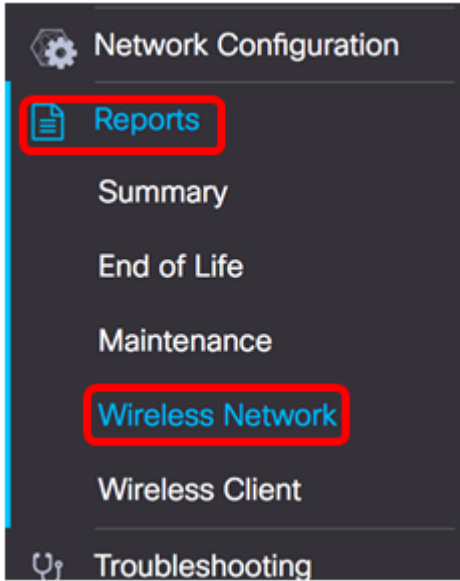 Network Configuration
Reports
Summary
End of Life
Maintenance
Wireless Network
Wireless Client
Troubleshooting